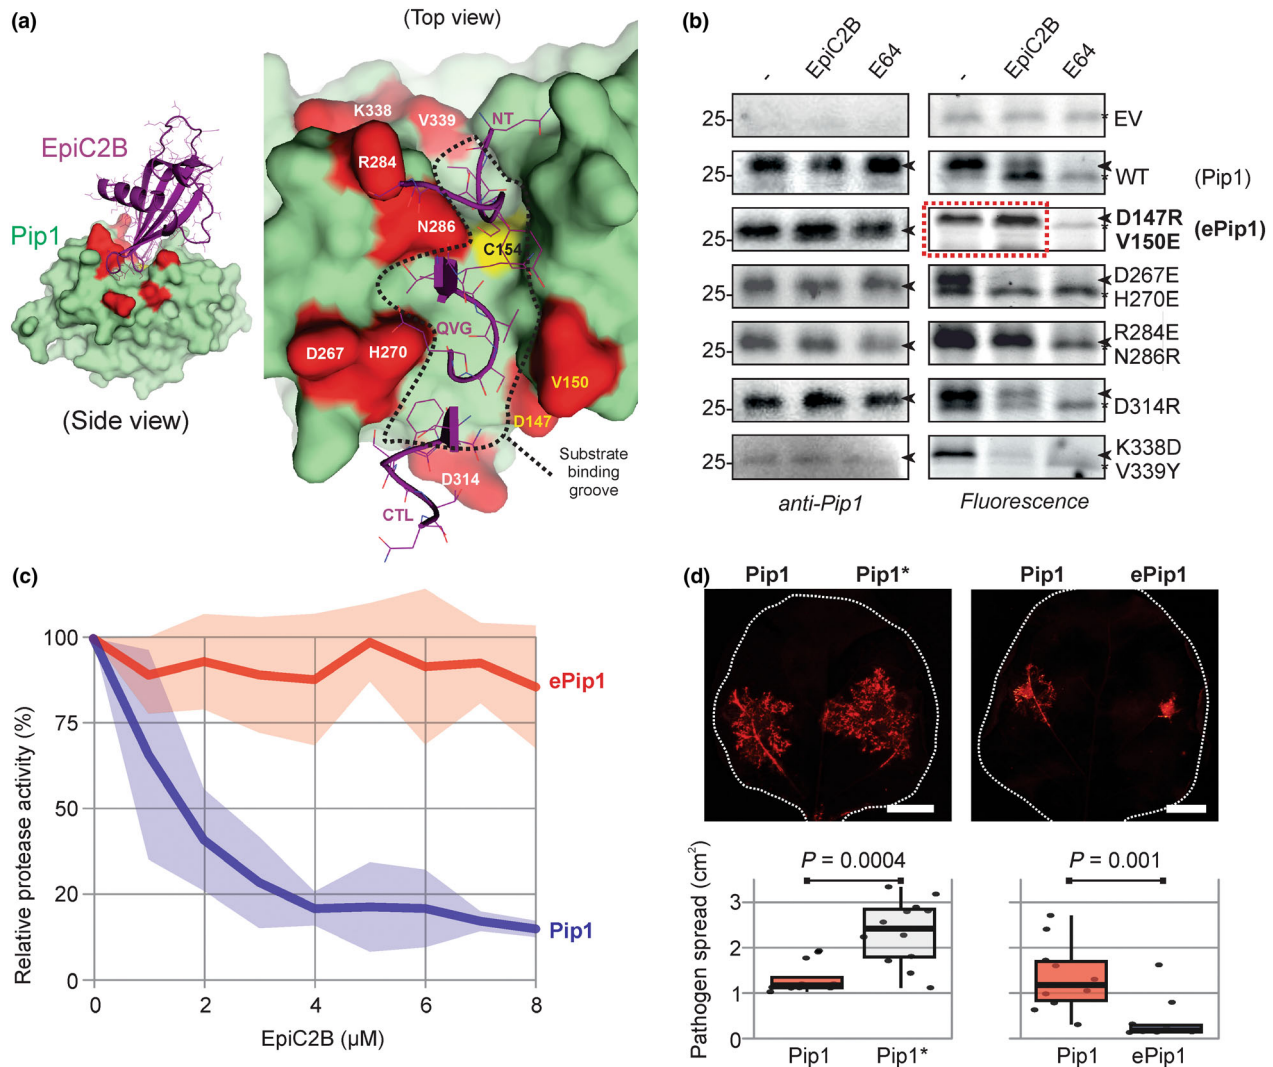 (a)
(Top view)
EpiC2B
Pip1
(Side view)
K338
V339
NT
R284
N286
C154
QVG
D267
H270
V150
D147
D314
CTL
Substrate
binding
groove
(b)
- EpiC2B E64 - EpiC2B E64
25- * EV
25- WT * (Pip1)
25- D147R
V150E * (ePip1)
25- D267E
H270E *
25- R284E
N286R *
25- D314R *
25- K338D
V339Y *
anti-Pip1 Fluorescence
(c)
Relative protease activity (%)
100
75
50
20
0
0 2 4 6 8
EpiC2B (µM)
ePip1
Pip1
(d)
Pip1 Pip1* Pip1 ePip1
Pathogen spread (cm²)
P = 0.0004 P = 0.001
3
2
1
0
Pip1 Pip1* Pip1 ePip1